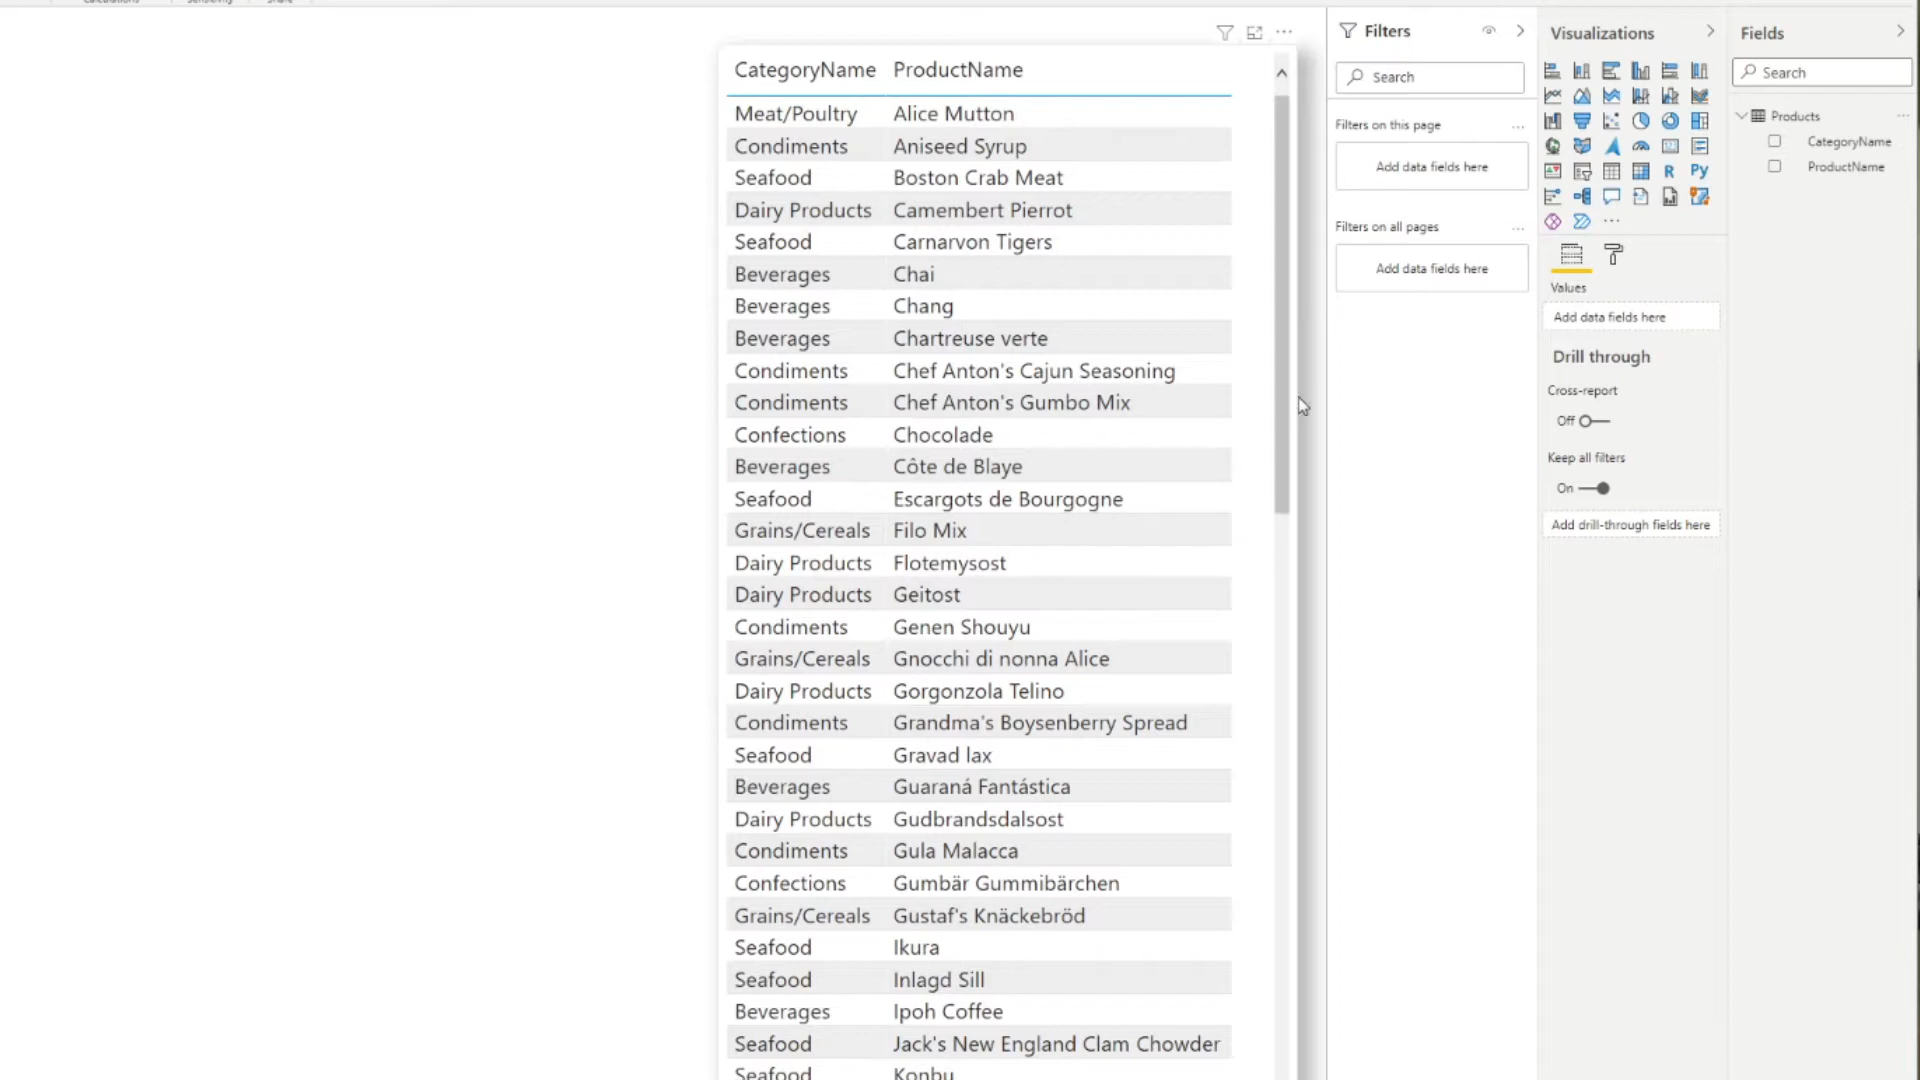 CategoryName ProductName
Meat/Poultry Alice Mutton
Condiments Aniseed Syrup
Seafood Boston Crab Meat
Dairy Products Camembert Pierrot
Seafood Carnarvon Tigers
Beverages Chai
Beverages Chang
Beverages Chartreuse verte
Condiments Chef Anton's Cajun Seasoning
Condiments Chef Anton's Gumbo Mix
Confections Chocolade
Beverages Côte de Blaye
Seafood Escargots de Bourgogne
Grains/Cereals Filo Mix
Dairy Products Flotemysost
Dairy Products Geitost
Condiments Genen Shouyu
Grains/Cereals Gnocchi di nonna Alice
Dairy Products Gorgonzola Telino
Condiments Grandma's Boysenberry Spread
Seafood Gravad lax
Beverages Guaraná Fantástica
Dairy Products Gudbrandsdalsost
Condiments Gula Malacca
Confections Gumbär Gummibärchen
Grains/Cereals Gustaf's Knäckebröd
Seafood Ikura
Seafood Inlagd Sill
Beverages Ipoh Coffee
Seafood Jack's New England Clam Chowder
Seafood Konbu
Filters
Search
Filters on this page
Add data fields here
Filters on all pages
Add data fields here
Visualizations
R Py
Values
Add data fields here
Drill through
Cross-report
Off
Keep all filters
On
Add drill-through fields here
Fields
Search
Products
CategoryName
ProductName